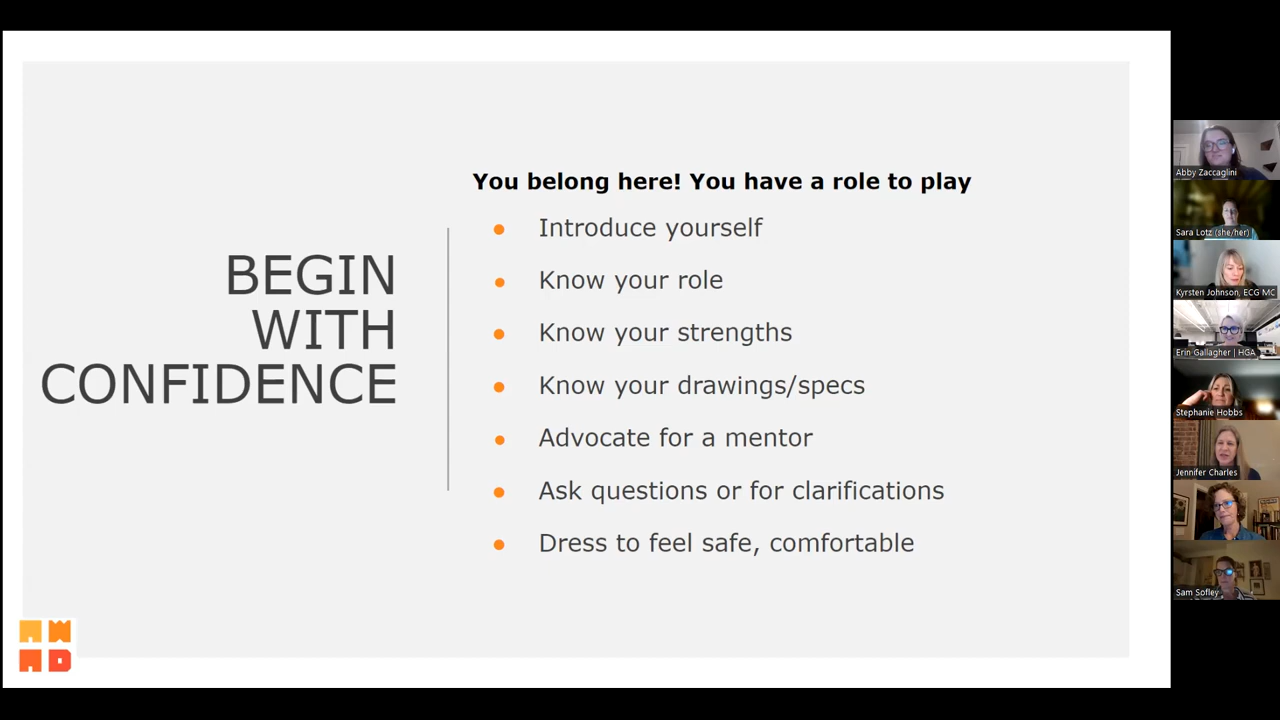 BEGIN
WITH
CONFIDENCE
You belong here! You have a role to play
Introduce yourself
Know your role
Know your strengths
Know your drawings/specs
Advocate for a mentor
Ask questions or for clarifications
Dress to feel safe, comfortable
AW
AD
Abby Zaccaglini
Sara Lotz (she/her) |
Kyrsten Johnson, ECG MC
Erin Gallagher | HGA
Stephanie Hobbs
Jennifer Charles
Sam Sofley